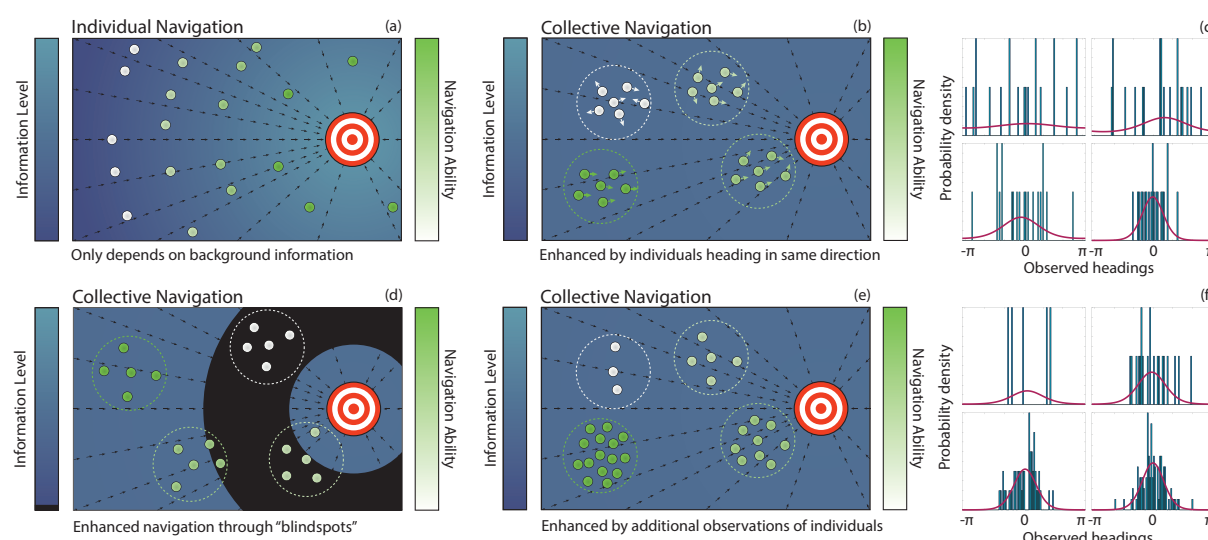 Individual Navigation
(a)
Information Level
Navigation Ability
Only depends on background information
Collective Navigation
(b)
Information Level
Navigation Ability
Enhanced by individuals heading in same direction
Probability density
-π
0
π
-π
0
Observed headings
Collective Navigation
(d)
Information Level
Navigation Ability
Enhanced navigation through “blindspots”
Collective Navigation
(e)
Information Level
Navigation Ability
Enhanced by additional observations of individuals
(f
Probability density
-π
0
π
-π
0
Observed headings